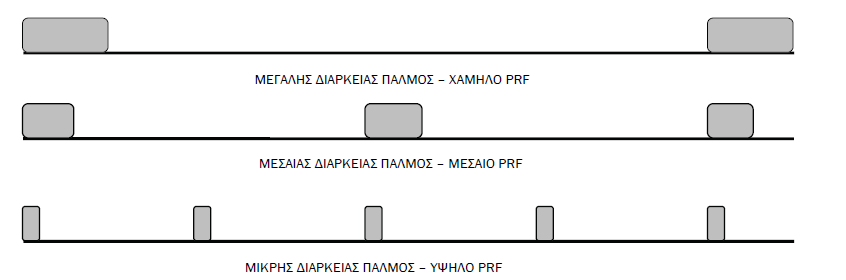 ΜΕΓΑΛΗΣ ΔΙΑΡΚΕΙΑΣ ΠΑΛΜΟΣ – ΧΑΜΗΛΟ PRF
ΜΕΣΑΙΑΣ ΔΙΑΡΚΕΙΑΣ ΠΑΛΜΟΣ – ΜΕΣΑΙΟ PRF
ΜΙΚΡΗΣ ΔΙΑΡΚΕΙΑΣ ΠΑΛΜΟΣ – ΥΨΗΛΟ PRF